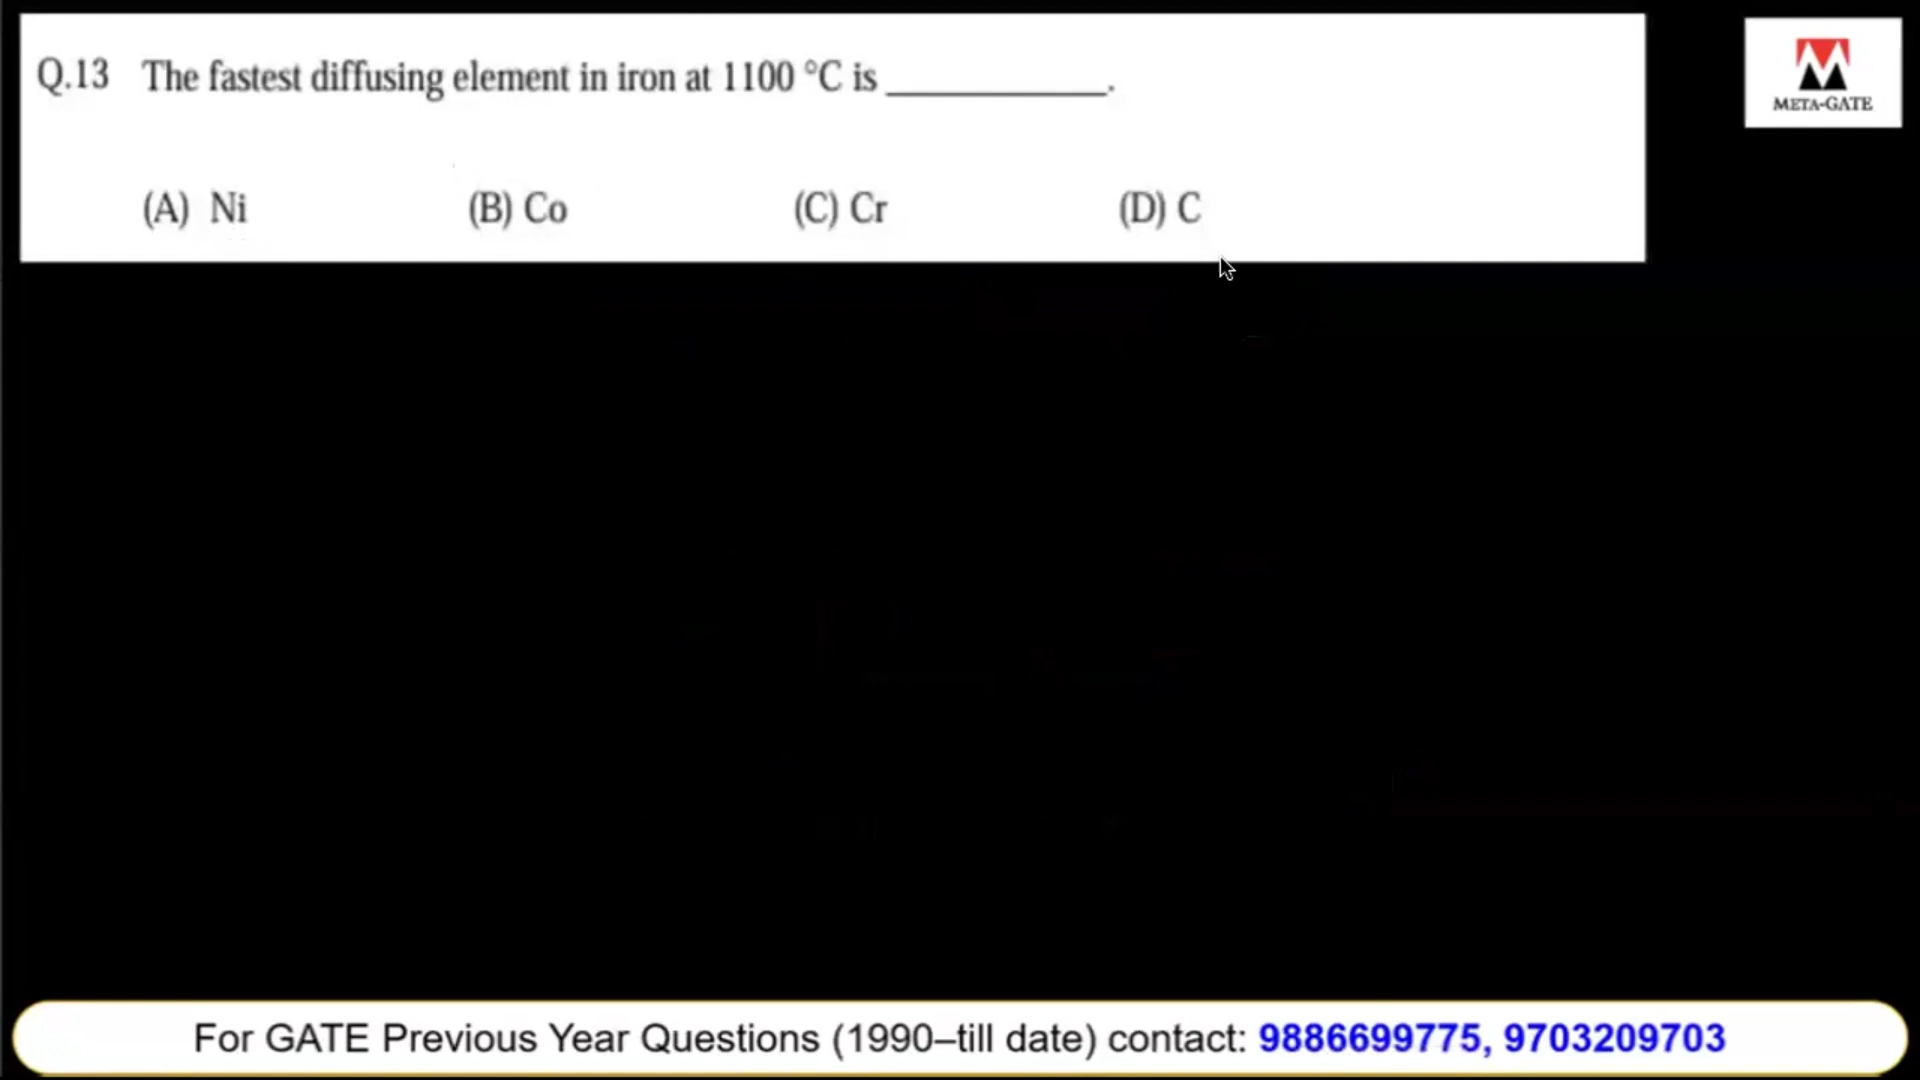 Q.13 The fastest diffusing element in iron at 1100 °C is ____________.
(A) Ni (B) Co (C) Cr (D) C
META-GATE
For GATE Previous Year Questions (1990–till date) contact: 9886699775, 9703209703